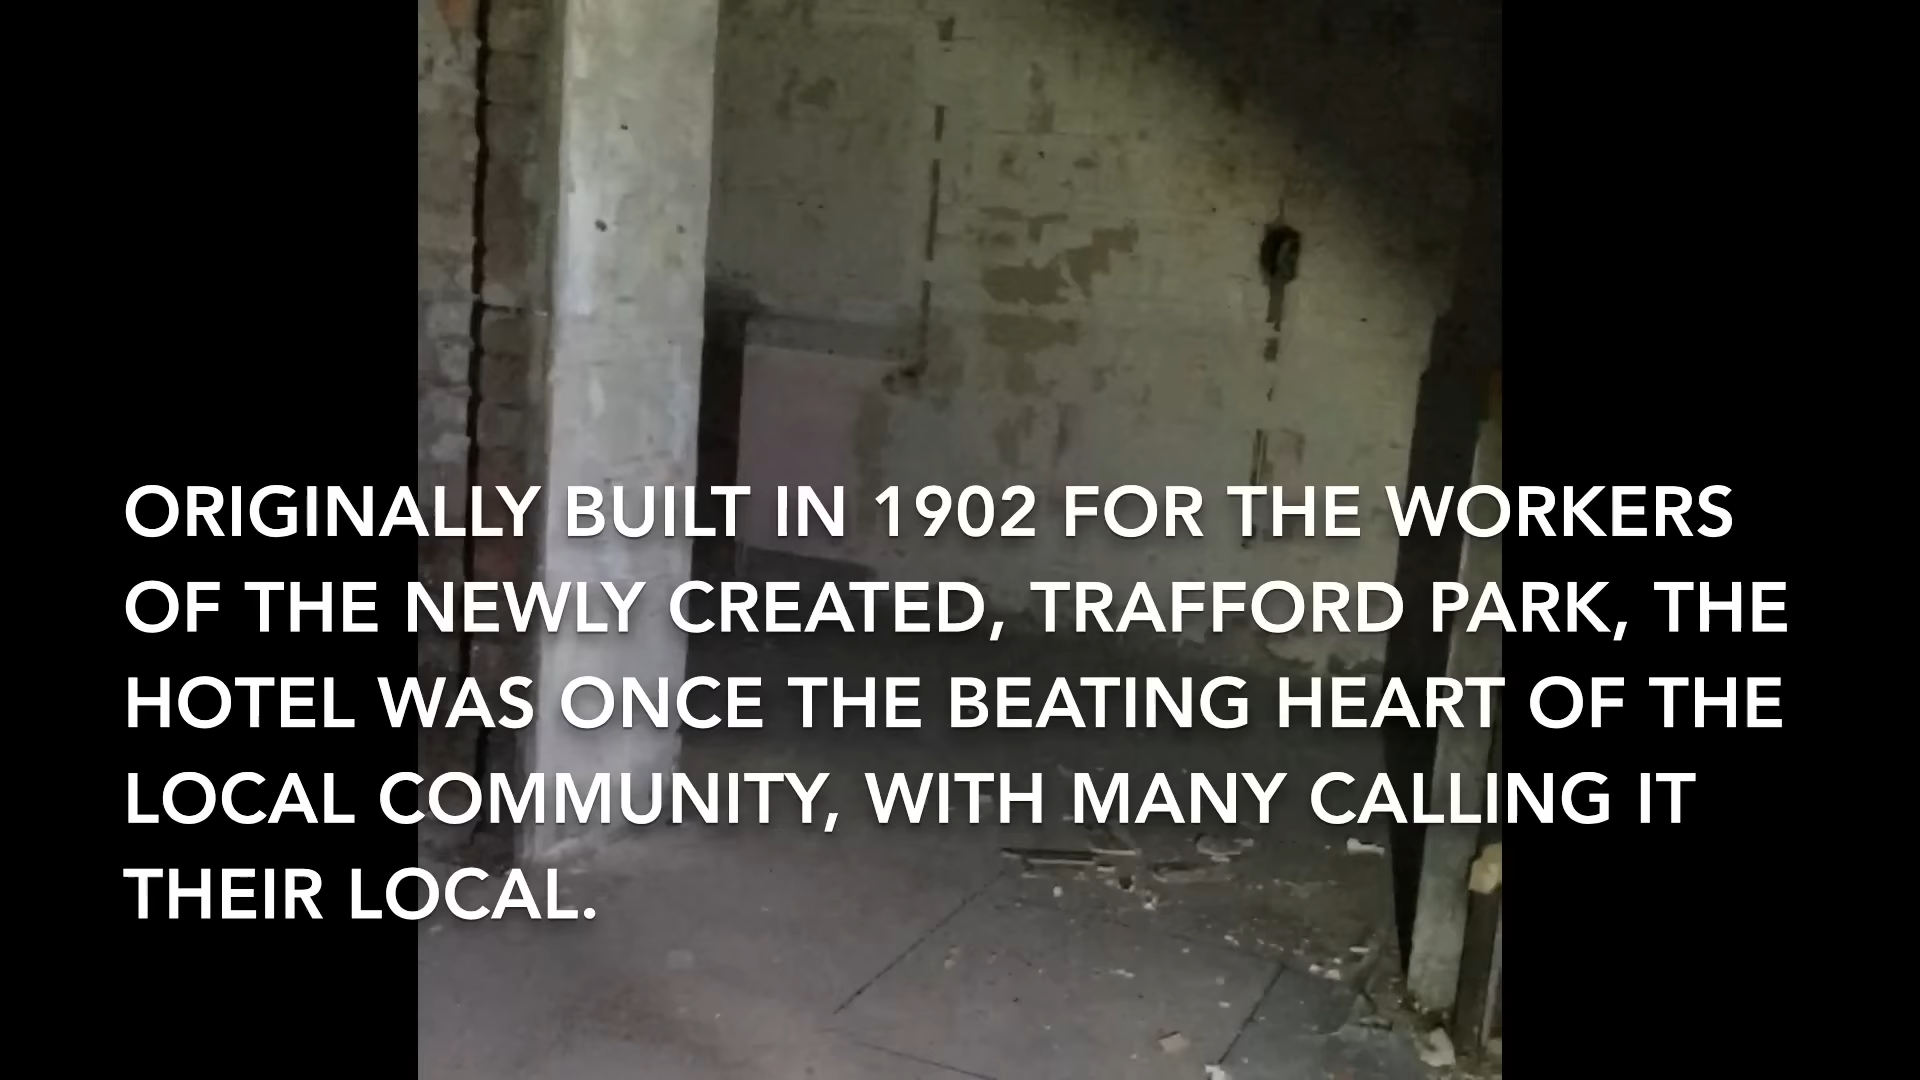 ORIGINALLY BUILT IN 1902 FOR THE WORKERS
OF THE NEWLY CREATED, TRAFFORD PARK, THE
HOTEL WAS ONCE THE BEATING HEART OF THE
LOCAL COMMUNITY, WITH MANY CALLING IT
THEIR LOCAL.